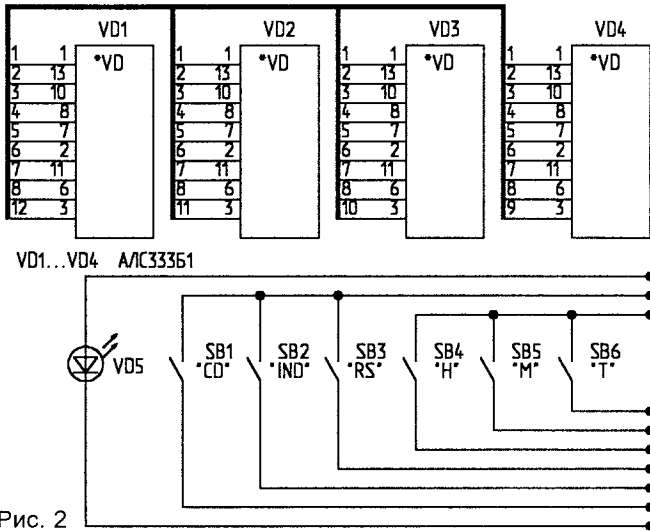 VD1 VD2 VD3 VD4
1 1 *VD 1 1 *VD 1 1 *VD 1 1 *VD
2 13 2 13 2 13 2 13
3 10 3 10 3 10 3 10
4 8 4 8 4 8 4 8
5 7 5 7 5 7 5 7
6 2 6 2 6 2 6 2
7 11 7 11 7 11 7 11
8 6 8 6 8 6 8 6
12 3 11 3 10 3 9 3
VD1...VD4 АЛС333Б1
VD5
SB1 SB2 SB3 SB4 SB5 SB6
"CD" "IND" "RS" "H" "M" "T"
Рис. 2